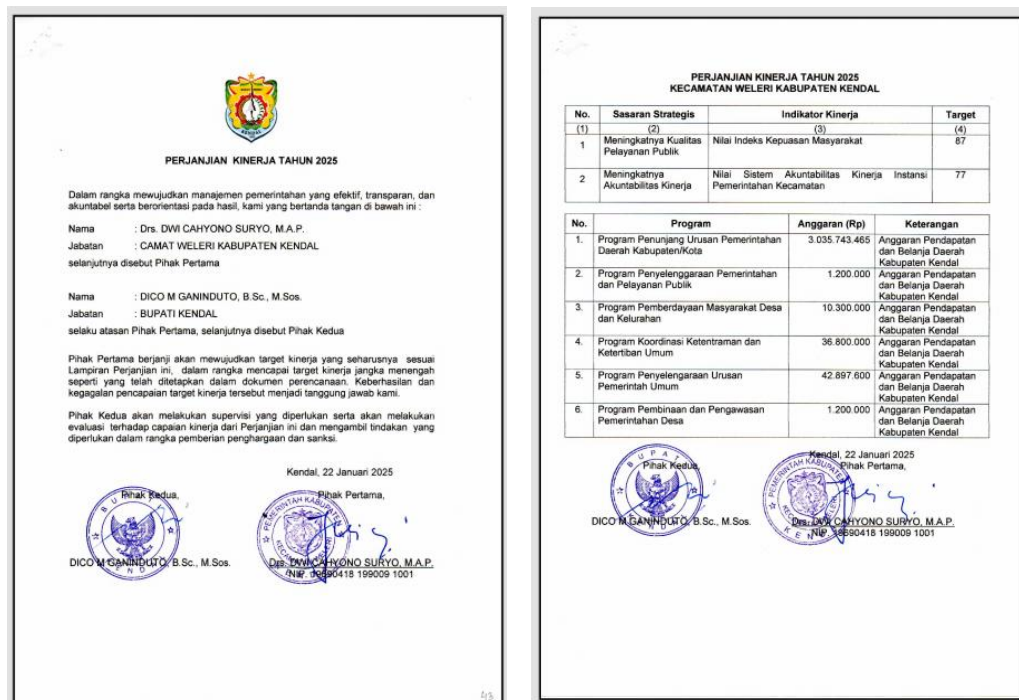 KENDAL
PERJANJIAN KINERJA TAHUN 2025
Dalam rangka mewujudkan manajemen pemerintahan yang efektif, transparan, dan
akuntabel serta berorientasi pada hasil, kami yang bertanda tangan di bawah ini :
Nama : Drs. DWI CAHYONO SURYO, M.A.P.
Jabatan : CAMAT WELERI KABUPATEN KENDAL
selanjutnya disebut Pihak Pertama
Nama : DICO M GANINDUTO, B.Sc., M.Sos.
Jabatan : BUPATI KENDAL
selaku atasan Pihak Pertama, selanjutnya disebut Pihak Kedua
Pihak Pertama berjanji akan mewujudkan target kinerja yang seharusnya sesuai
Lampiran Perjanjian ini, dalam rangka mencapai target kinerja jangka menengah
seperti yang telah ditetapkan dalam dokumen perencanaan. Keberhasilan dan
kegagalan pencapaian target kinerja tersebut menjadi tanggung jawab kami.
Pihak Kedua akan melakukan supervisi yang diperlukan serta akan melakukan
evaluasi terhadap capaian kinerja dari Perjanjian ini dan mengambil tindakan yang
diperlukan dalam rangka pemberian penghargaan dan sanksi.
Kendal, 22 Januari 2025
Pihak Kedua, Pihak Pertama,
DICO M GANINDUTO, B.Sc., M.Sos. Drs. DWI CAHYONO SURYO, M.A.P.
NIP. 19690418 199009 1001
PERJANJIAN KINERJA TAHUN 2025
KECAMATAN WELERI KABUPATEN KENDAL
No. Sasaran Strategis Indikator Kinerja Target
(1) (2) (3) (4)
1 Meningkatnya Kualitas Nilai Indeks Kepuasan Masyarakat 87
Pelayanan Publik
2 Meningkatnya Nilai Sistem Akuntabilitas Kinerja Instansi 77
Akuntabilitas Kinerja Pemerintahan Kecamatan
No. Program Anggaran (Rp) Keterangan
1. Program Penunjang Urusan Pemerintahan 3.035.743.465 Anggaran Pendapatan
Daerah Kabupaten/Kota dan Belanja Daerah
Kabupaten Kendal
2. Program Penyelenggaraan Pemerintahan 1.200.000 Anggaran Pendapatan
dan Pelayanan Publik dan Belanja Daerah
Kabupaten Kendal
3. Program Pemberdayaan Masyarakat Desa 10.300.000 Anggaran Pendapatan
dan Kelurahan dan Belanja Daerah
Kabupaten Kendal
4. Program Koordinasi Ketentraman dan 36.800.000 Anggaran Pendapatan
Ketertiban Umum dan Belanja Daerah
Kabupaten Kendal
5. Program Penyelengaraan Urusan 42.897.600 Anggaran Pendapatan
Pemerintah Umum dan Belanja Daerah
Kabupaten Kendal
6. Program Pembinaan dan Pengawasan 1.200.000 Anggaran Pendapatan
Pemerintahan Desa dan Belanja Daerah
Kabupaten Kendal
Kendal, 22 Januari 2025
Pihak Kedua, Pihak Pertama,
DICO M GANINDUTO, B.Sc., M.Sos. Drs. DWI CAHYONO SURYO, M.A.P.
NIP. 19690418 199009 1001